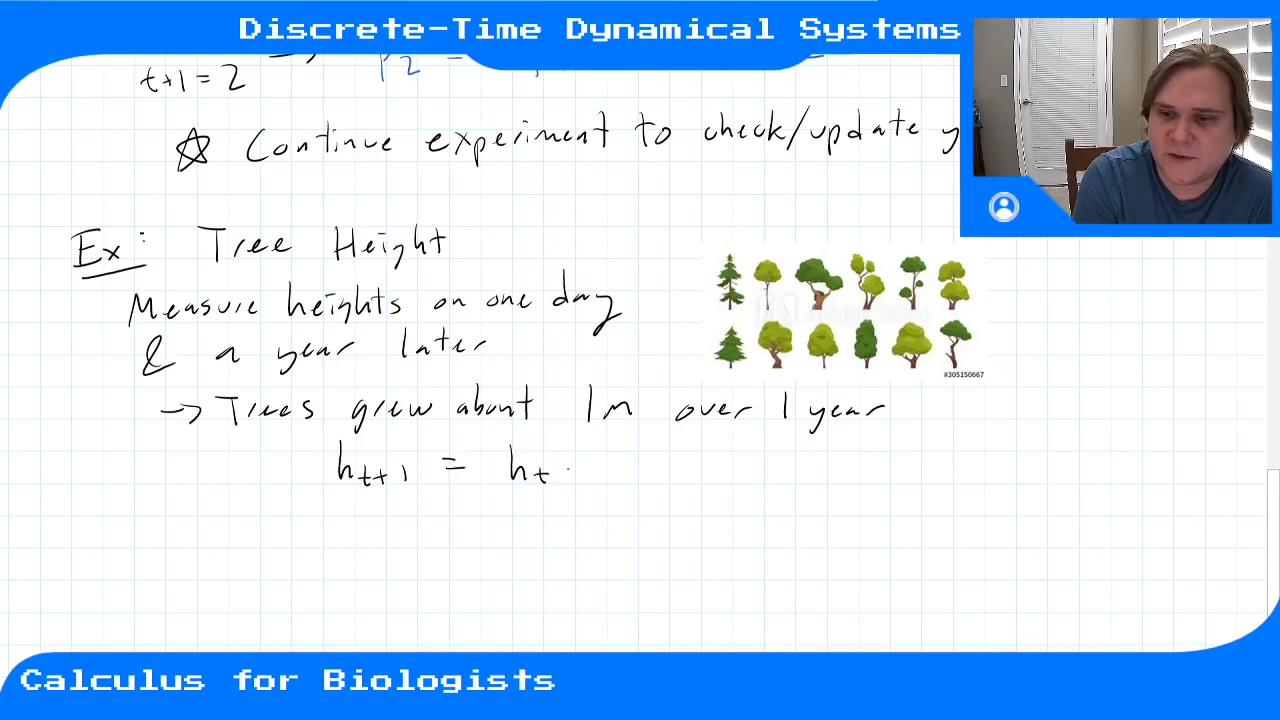 Discrete-Time Dynamical Systems
t+1 = 2
☆ Continue experiment to check/update
Ex: Tree Height
Measure heights on one day
& a year later
→ Trees grew about 1m over 1 year
h_{t+1} = h_t
#305150667
Calculus for Biologists